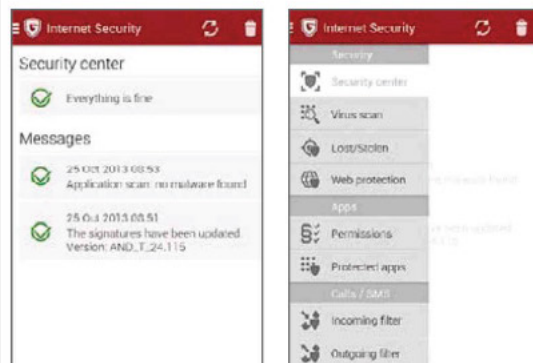 Internet Security
Security center
Everything is fine
Messages
25 Oct 2013 08:53
Application scan: no malware found
25 Oct 2013 08:51
The signatures have been updated.
Version: AND_T_24.115
Internet Security
Security
Security center
Virus scan
Lost/Stolen
Web protection
Apps
Permissions
Protected apps
Calls / SMS
Incoming filter
Outgoing filter